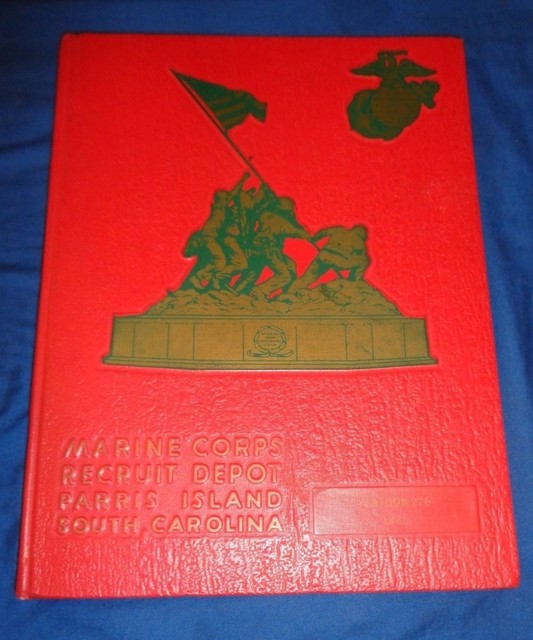 MARINE CORPS
RECRUIT DEPOT
PARRIS ISLAND
SOUTH CAROLINA